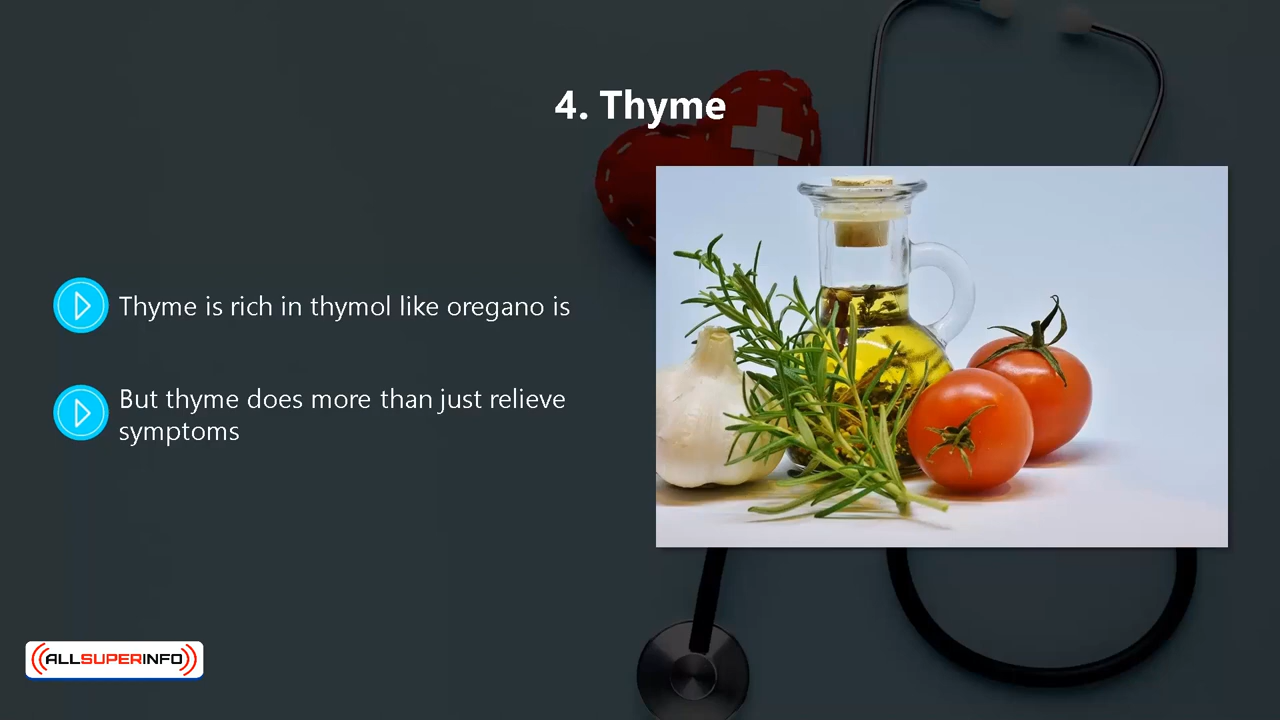 4. Thyme
Thyme is rich in thymol like oregano is
But thyme does more than just relieve
symptoms
ALLSUPERINFO